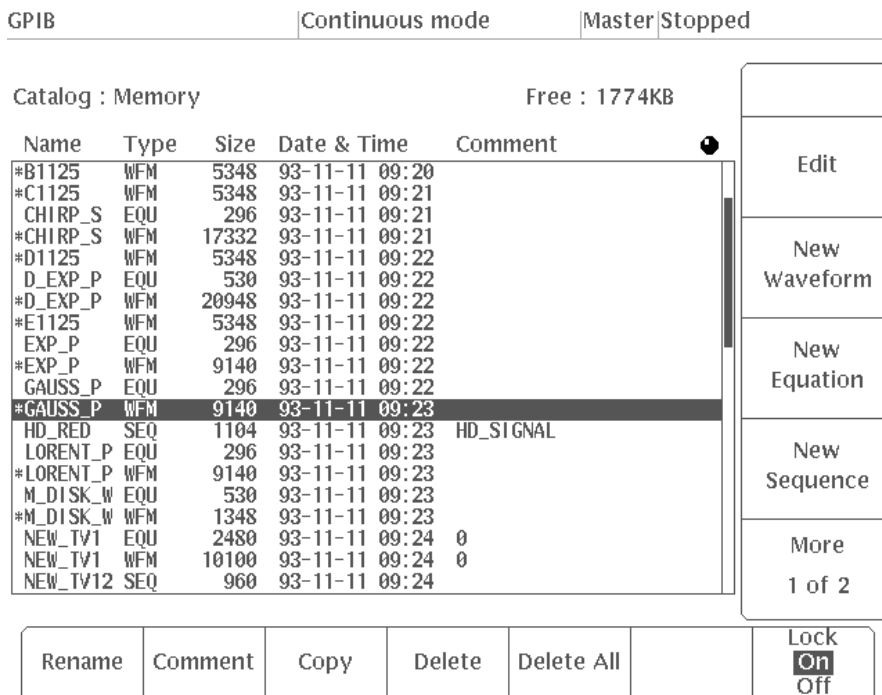 GPIB Continuous mode Master Stopped
Catalog : Memory Free : 1774KB
Name Type Size Date & Time Comment
*B1125 WFM 5348 93-11-11 09:20
*C1125 WFM 5348 93-11-11 09:21
CHIRP_S EQU 296 93-11-11 09:21
*CHIRP_S WFM 17332 93-11-11 09:21
*D1125 WFM 5348 93-11-11 09:22
D_EXP_P EQU 530 93-11-11 09:22
*D_EXP_P WFM 20948 93-11-11 09:22
*E1125 WFM 5348 93-11-11 09:22
EXP_P EQU 296 93-11-11 09:22
*EXP_P WFM 9140 93-11-11 09:22
GAUSS_P EQU 296 93-11-11 09:22
*GAUSS_P WFM 9140 93-11-11 09:23
HD_RED SEQ 1104 93-11-11 09:23 HD_SIGNAL
LORENT_P EQU 296 93-11-11 09:23
*LORENT_P WFM 9140 93-11-11 09:23
M_DISK_W EQU 530 93-11-11 09:23
*M_DISK_W WFM 1348 93-11-11 09:23
NEW_TV1 EQU 2480 93-11-11 09:24 0
NEW_TV1 WFM 10100 93-11-11 09:24 0
NEW_TV12 SEQ 960 93-11-11 09:24
Edit
New
Waveform
New
Equation
New
Sequence
More
1 of 2
Rename Comment Copy Delete Delete All
Lock
On
Off